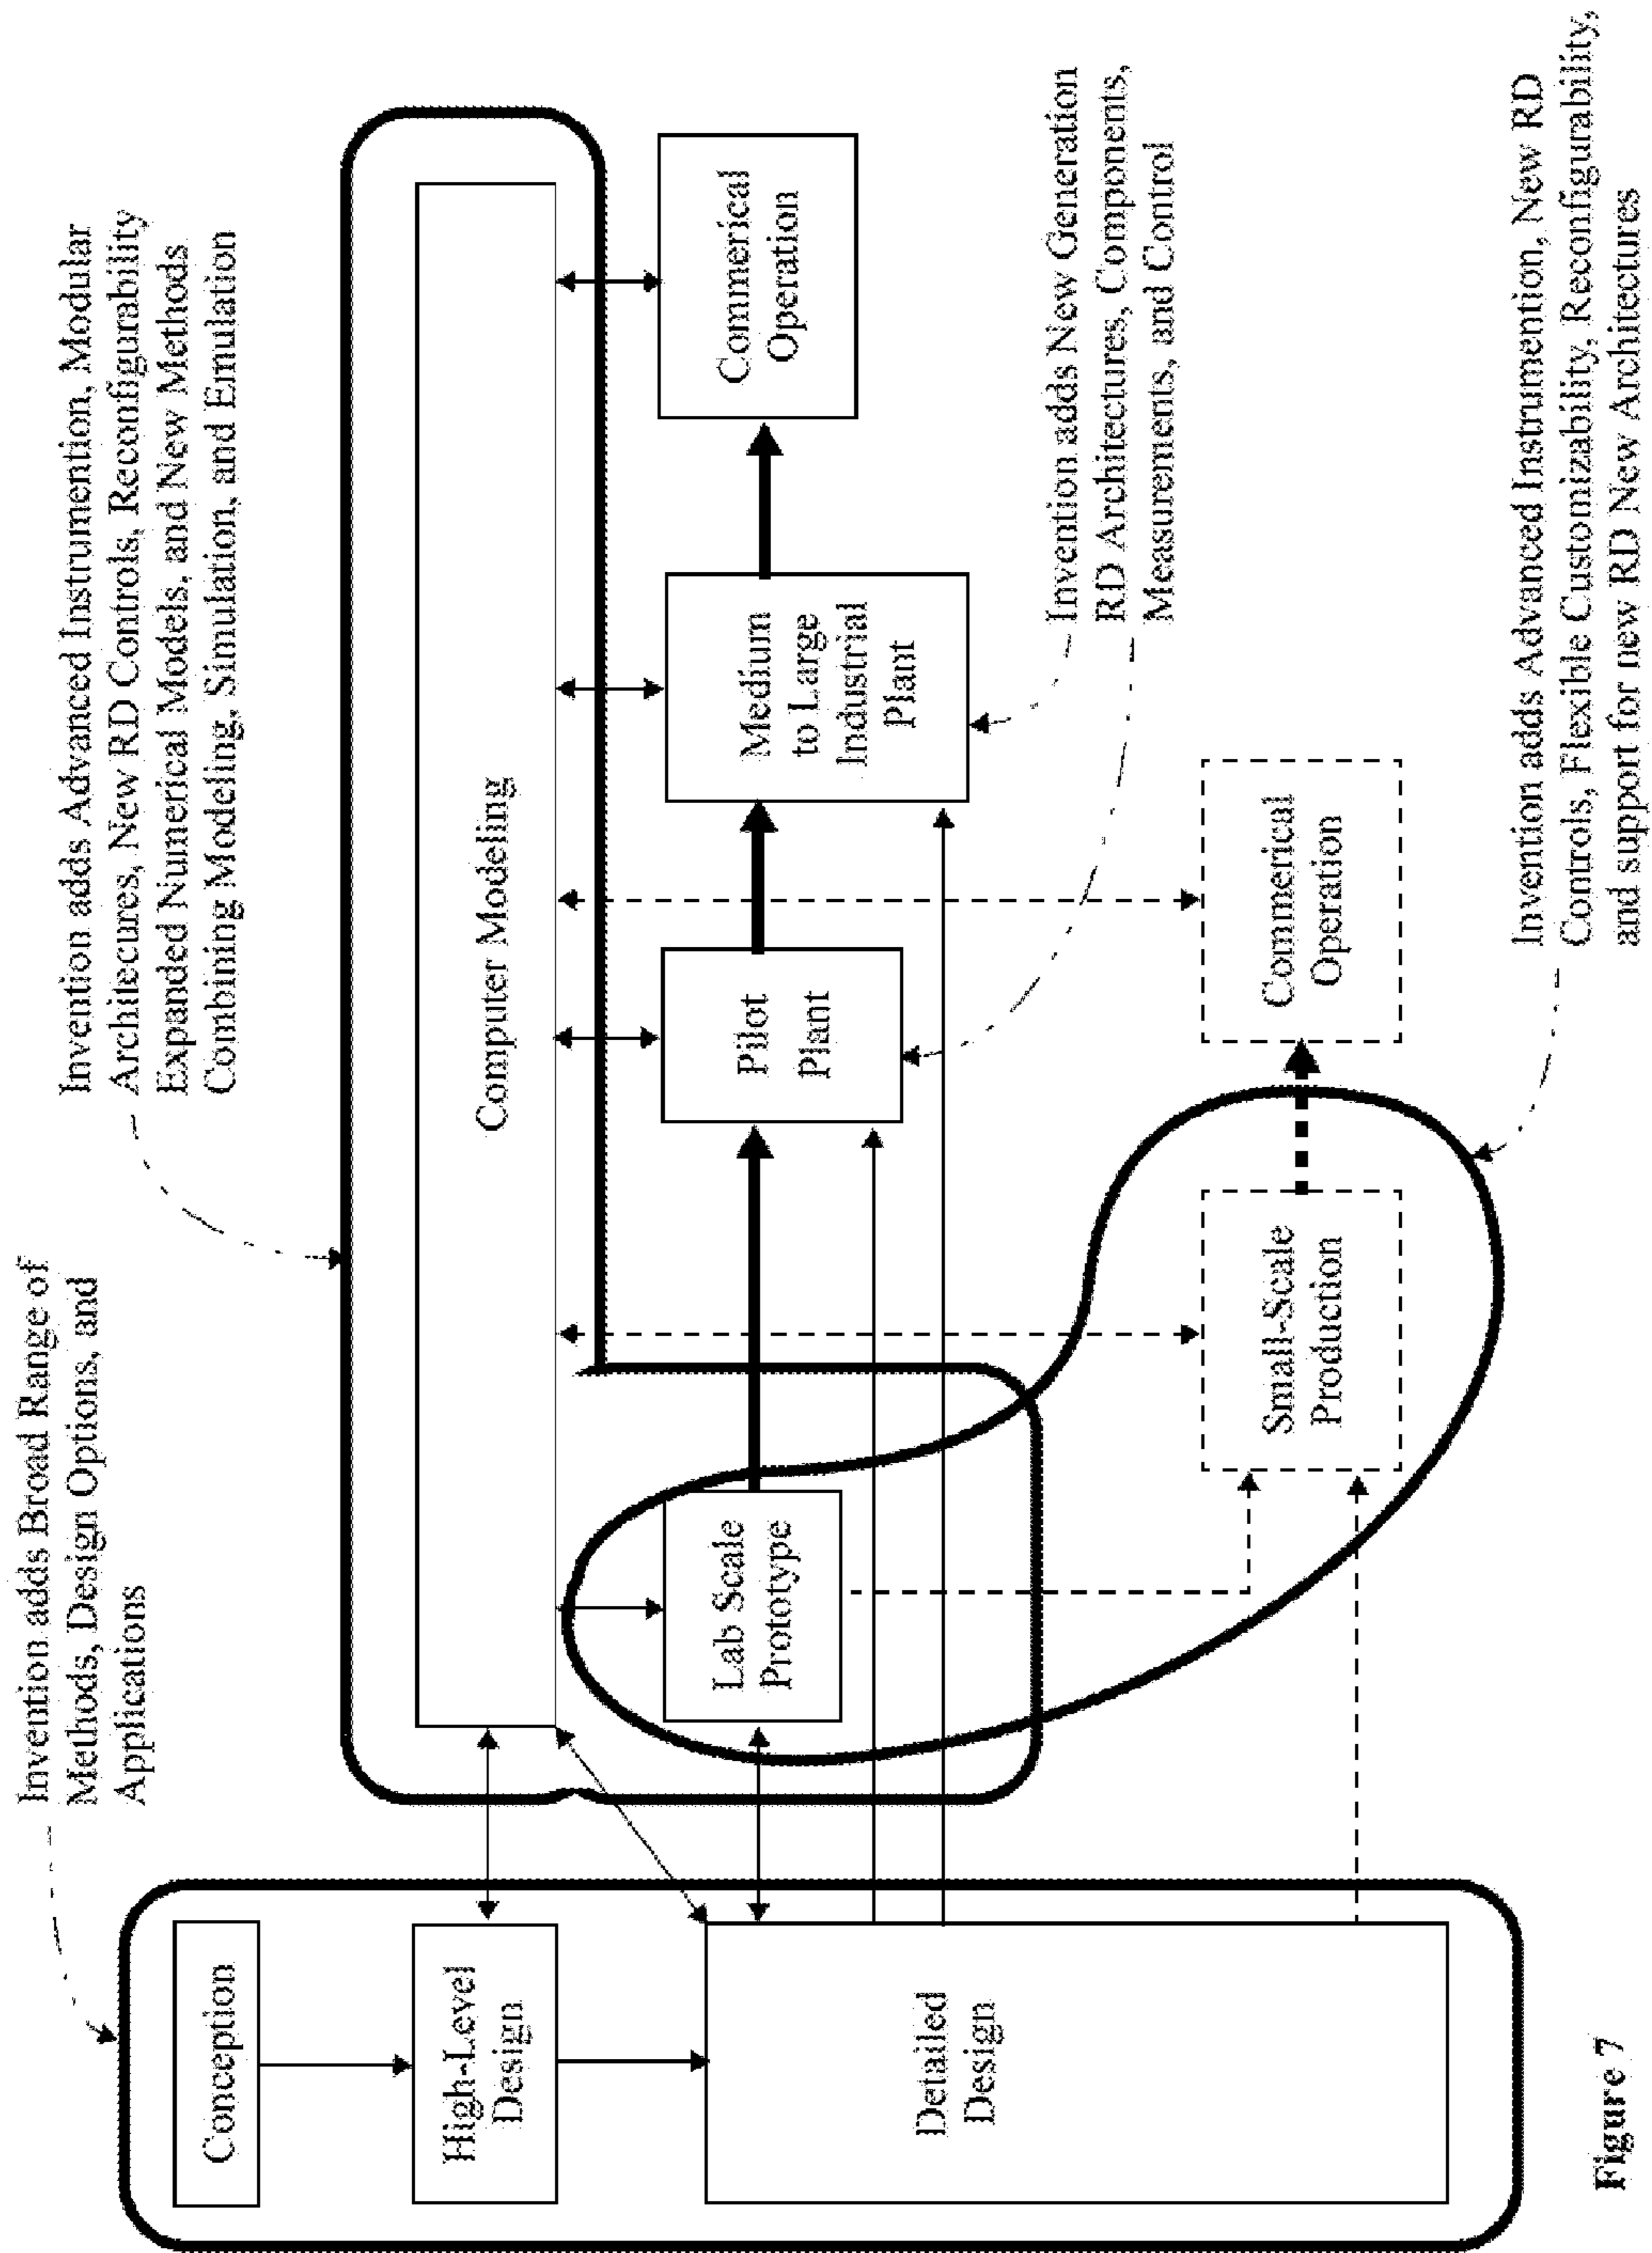 Invention adds Broad Range of
Methods, Design Options, and
Applications
Invention adds Advanced Instrumention, Modular
Architecures, New RD Controls, Reconfigurability
Expanded Numerical Models, and New Methods
Combining Modeling, Simulation, and Emulation
Conception
High-Level
Design
Detailed
Design
Computer Modeling
Lab Scale
Prototype
Pilot
Plant
Medium
to Large
Industrial
Plant
Commerical
Operation
Invention adds New Generation
RD Architectures, Components,
Measurements, and Control
Small-Scale
Production
Commerical
Operation
Invention adds Advanced Instrumention, New RD
Controls, Flexible Customizability, Reconfigurability,
and support for new RD New Architectures
Figure 7